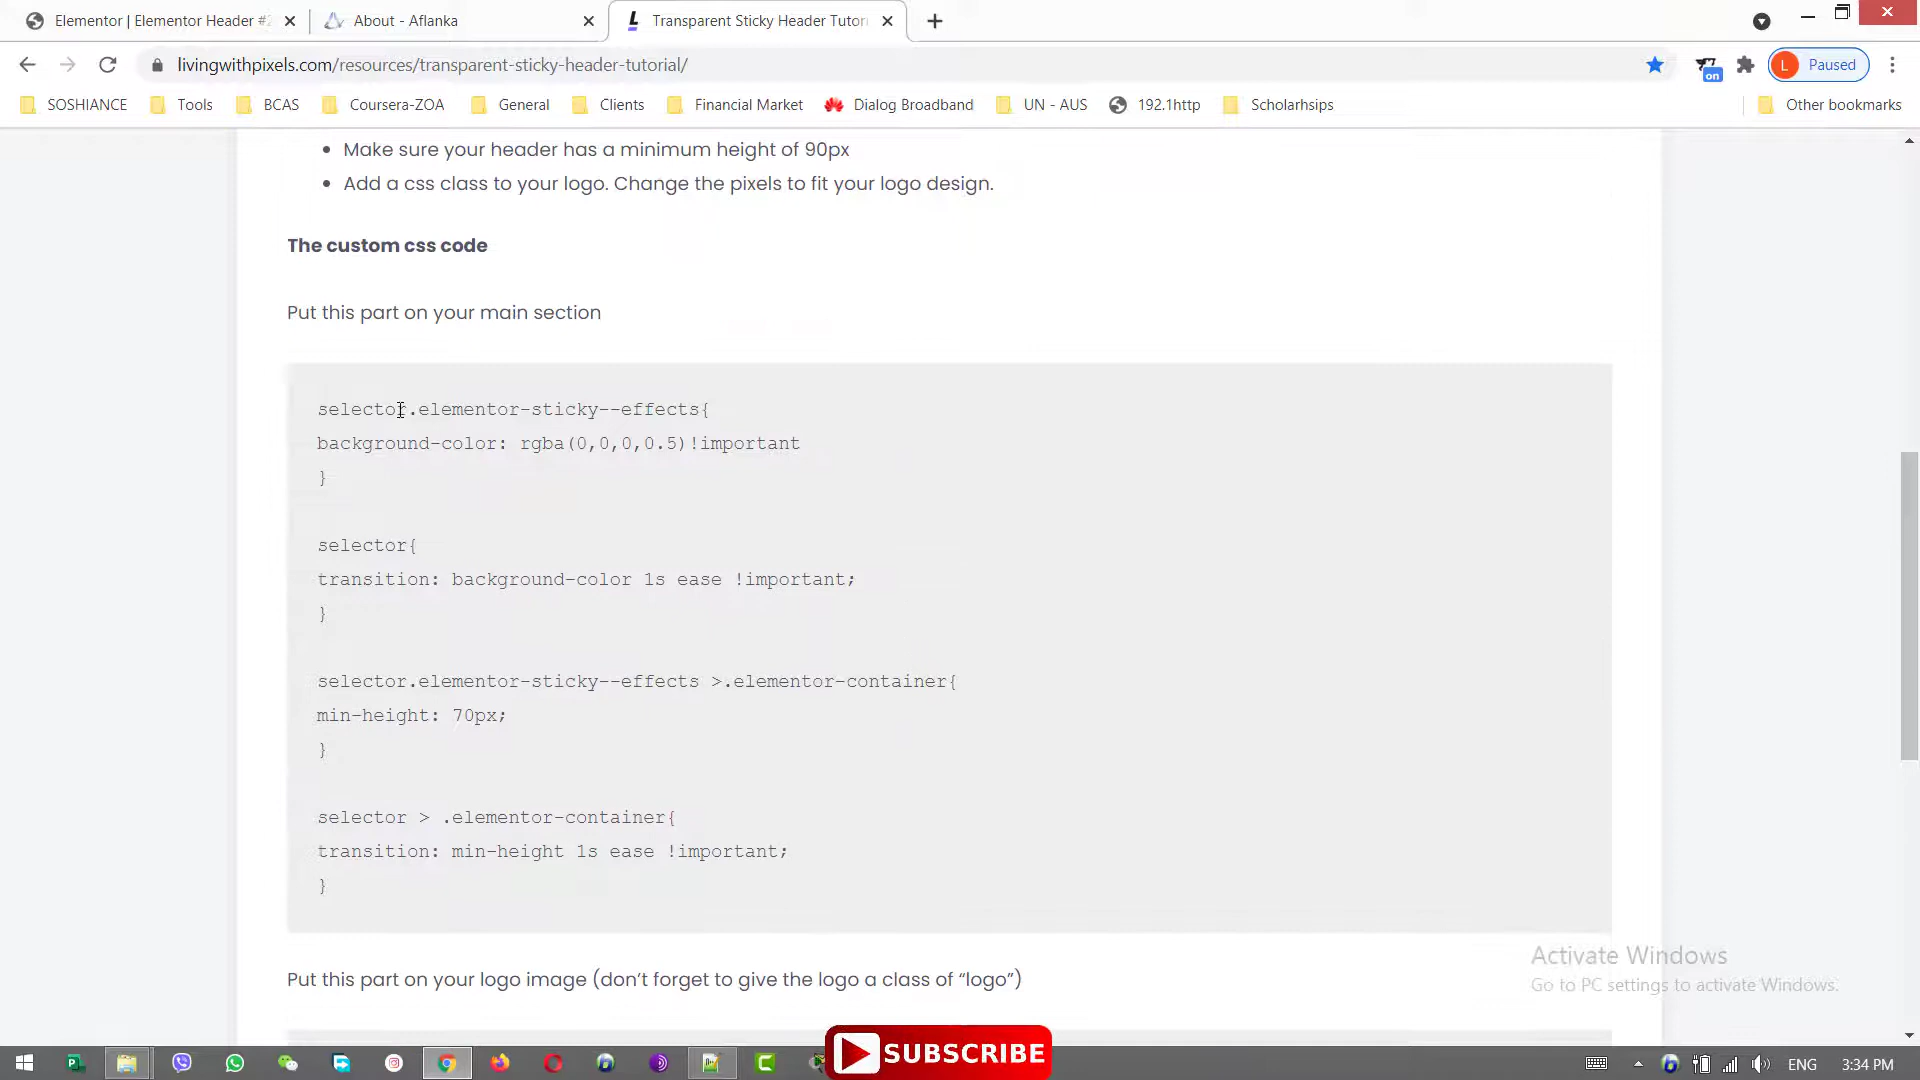 Elementor | Elementor Header #
About - Aflanka
Transparent Sticky Header Tutor
livingwithpixels.com/resources/transparent-sticky-header-tutorial/
on
L
Paused
SOSHIANCE
Tools
BCAS
Coursera-ZOA
General
Clients
Financial Market
Dialog Broadband
UN - AUS
192.1http
Scholarhsips
Other bookmarks
Make sure your header has a minimum height of 90px
Add a css class to your logo. Change the pixels to fit your logo design.
The custom css code
Put this part on your main section
selector.elementor-sticky--effects{
background-color: rgba(0,0,0,0.5)!important
}
selector{
transition: background-color 1s ease !important;
}
selector.elementor-sticky--effects >.elementor-container{
min-height: 70px;
}
selector > .elementor-container{
transition: min-height 1s ease !important;
}
Put this part on your logo image (don’t forget to give the logo a class of “logo”)
Activate Windows
Go to PC settings to activate Windows.
SUBSCRIBE
ENG
3:34 PM